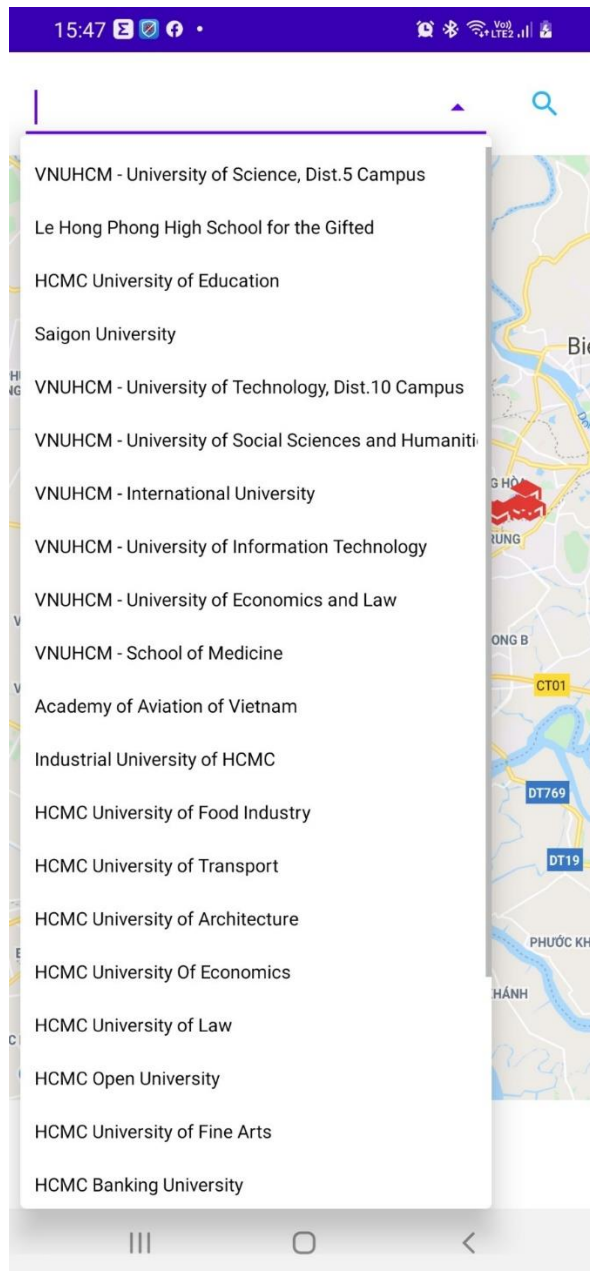 15:47
Vo))
LTE2
VNUHCM - University of Science, Dist.5 Campus
Le Hong Phong High School for the Gifted
HCMC University of Education
Saigon University
Bi
VNUHCM - University of Technology, Dist.10 Campus
VNUHCM - University of Social Sciences and Humaniti
VNUHCM - International University
G HÒA
VNUHCM - University of Information Technology
RUNG
VNUHCM - University of Economics and Law
VNUHCM - School of Medicine
ONG B
CT01
Academy of Aviation of Vietnam
Industrial University of HCMC
HCMC University of Food Industry
DT769
HCMC University of Transport
DT19
HCMC University of Architecture
PHƯỚC KH
HCMC University Of Economics
HÁNH
HCMC University of Law
HCMC Open University
HCMC University of Fine Arts
HCMC Banking University